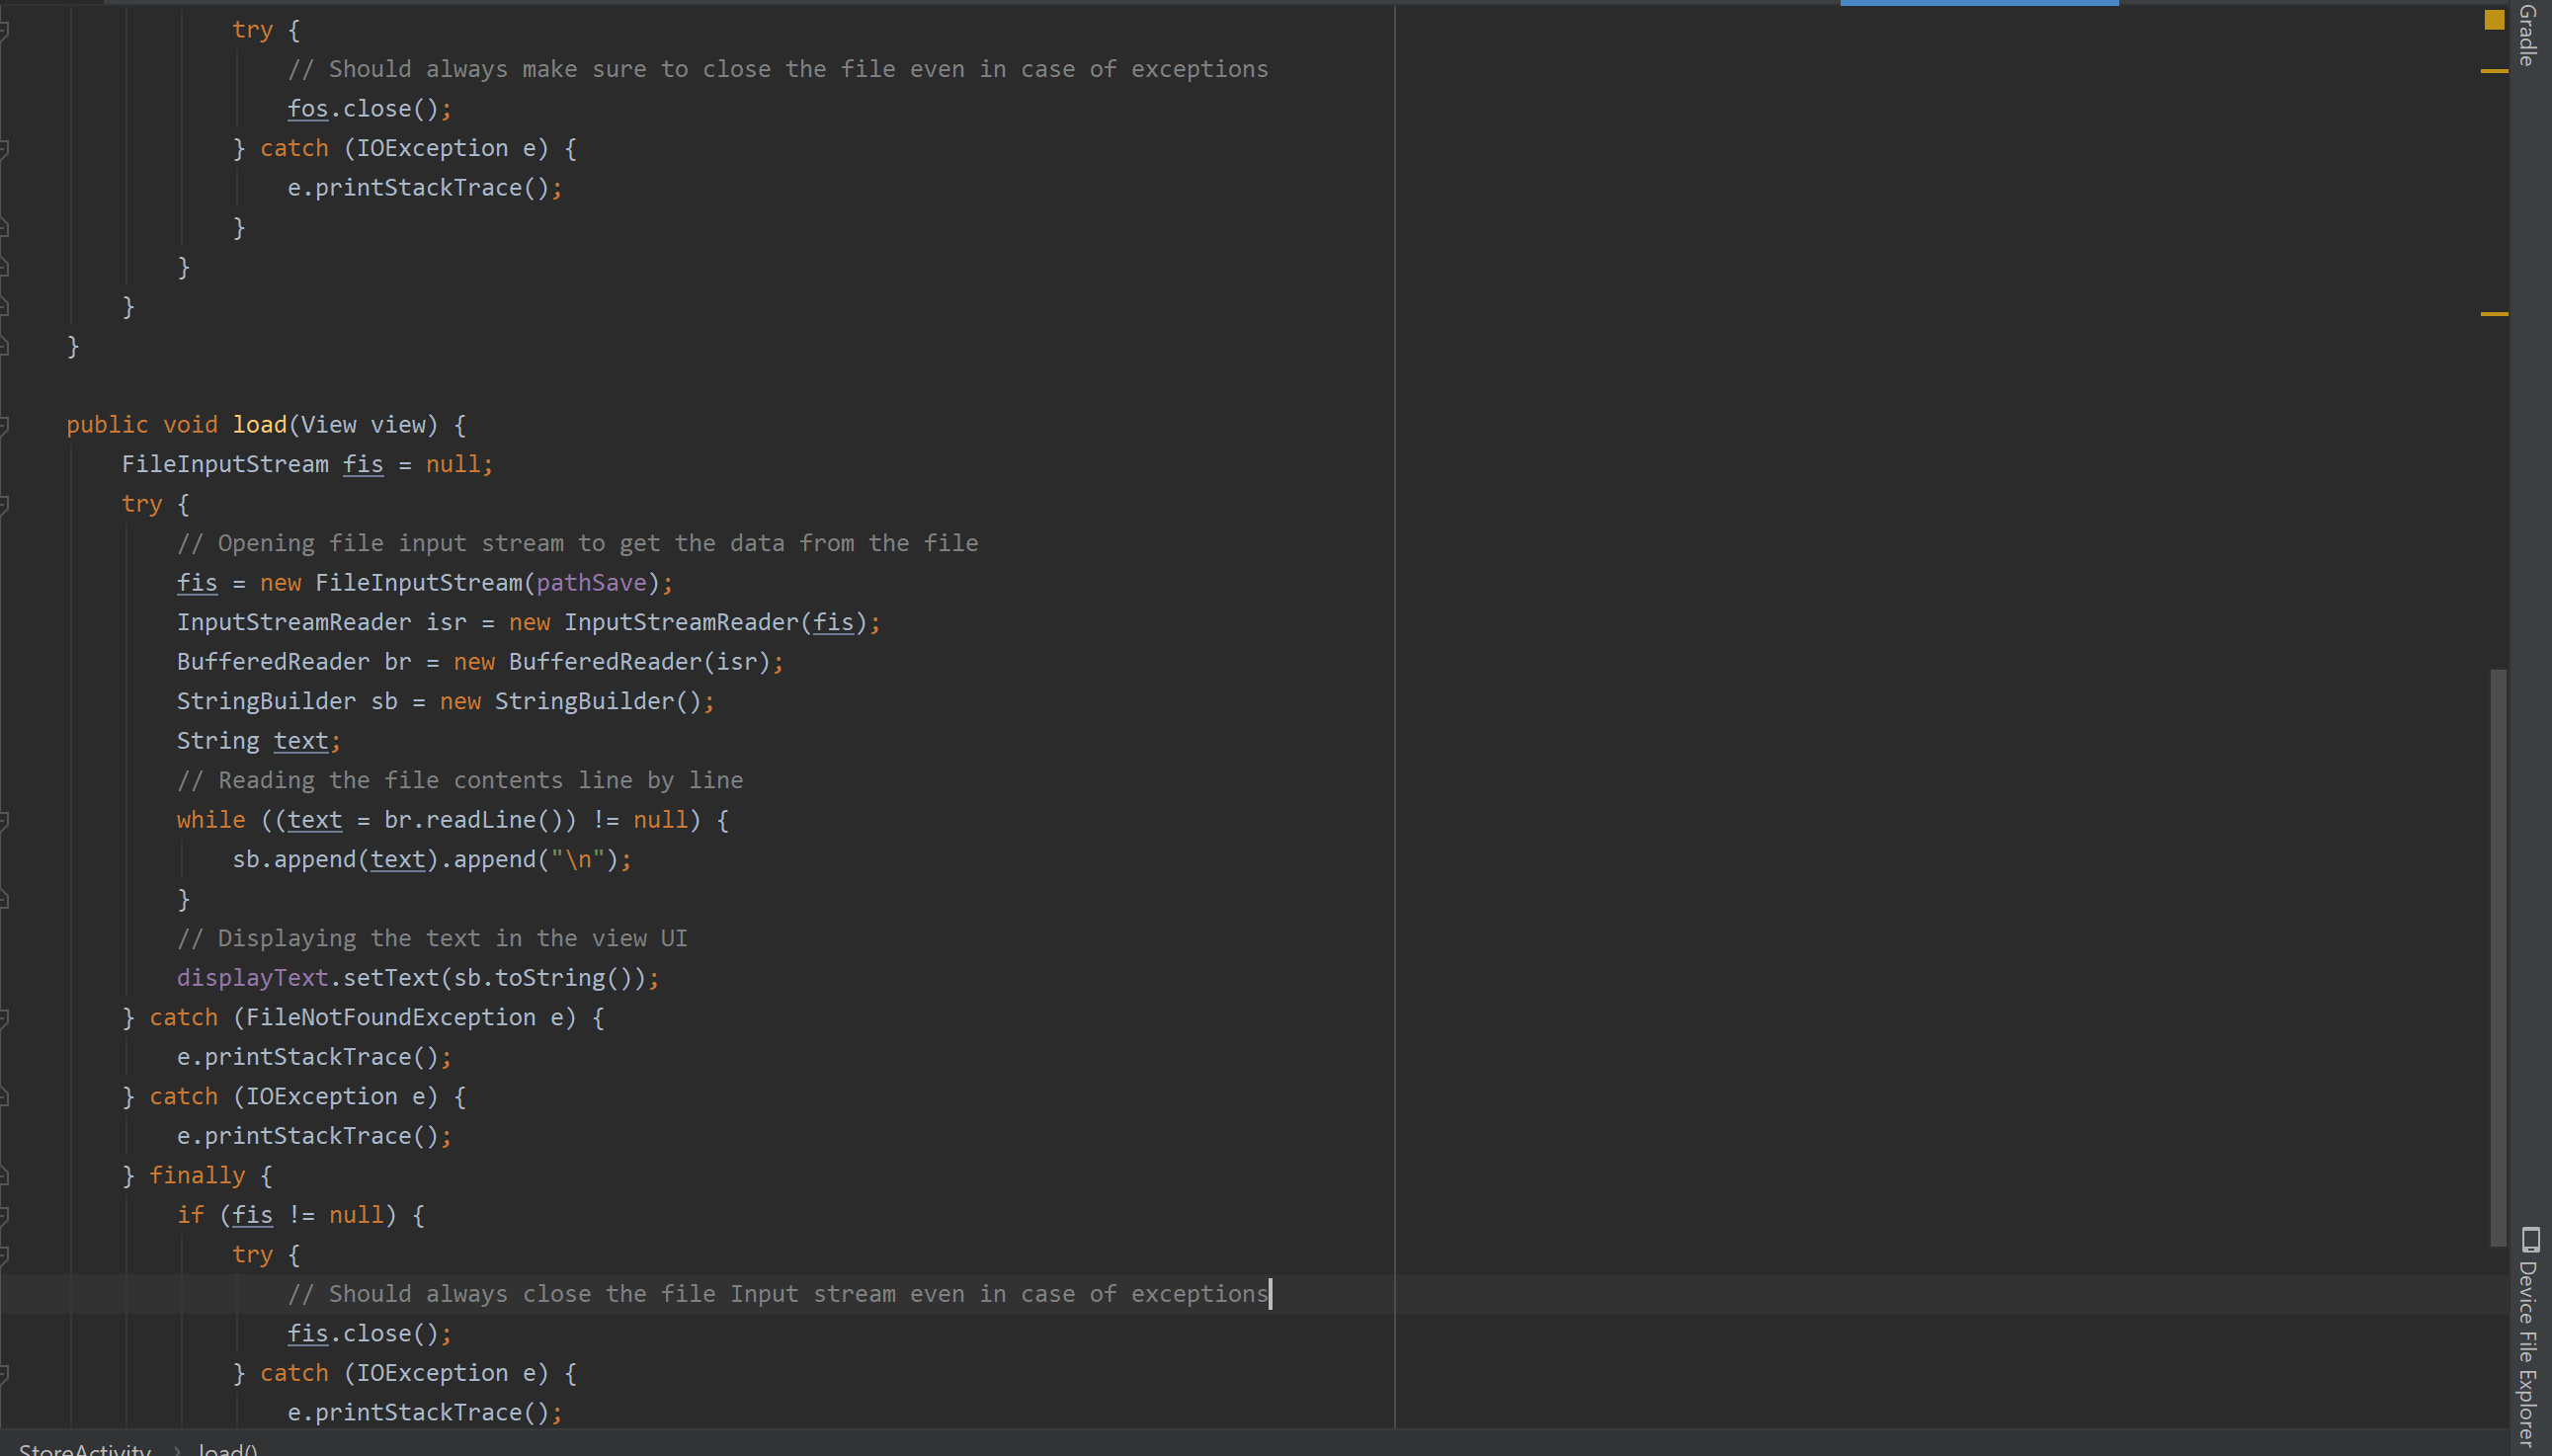 try {
// Should always make sure to close the file even in case of exceptions
fos.close();
} catch (IOException e) {
e.printStackTrace();
}
}
}
}
public void load(View view) {
FileInputStream fis = null;
try {
// Opening file input stream to get the data from the file
fis = new FileInputStream(pathSave);
InputStreamReader isr = new InputStreamReader(fis);
BufferedReader br = new BufferedReader(isr);
StringBuilder sb = new StringBuilder();
String text;
// Reading the file contents line by line
while ((text = br.readLine()) != null) {
sb.append(text).append("\n");
}
// Displaying the text in the view UI
displayText.setText(sb.toString());
} catch (FileNotFoundException e) {
e.printStackTrace();
} catch (IOException e) {
e.printStackTrace();
} finally {
if (fis != null) {
try {
// Should always close the file Input stream even in case of exceptions
fis.close();
} catch (IOException e) {
e.printStackTrace();
StoreActivity › load()
Gradle
Device File Explorer